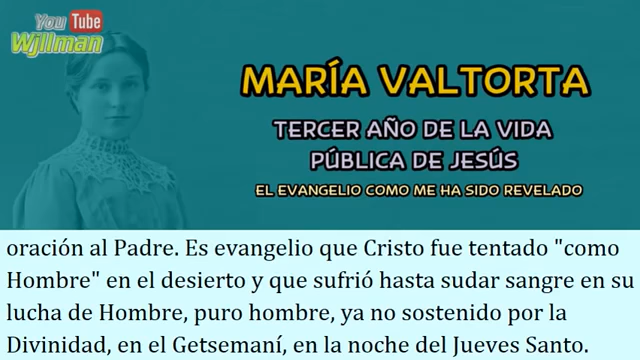 You Tube
Wjllman
MARÍA VALTORTA
TERCER AÑO DE LA VIDA
PÚBLICA DE JESÚS
EL EVANGELIO COMO ME HA SIDO REVELADO
oración al Padre. Es evangelio que Cristo fue tentado "como
Hombre" en el desierto y que sufrió hasta sudar sangre en su
lucha de Hombre, puro hombre, ya no sostenido por la
Divinidad, en el Getsemaní, en la noche del Jueves Santo.